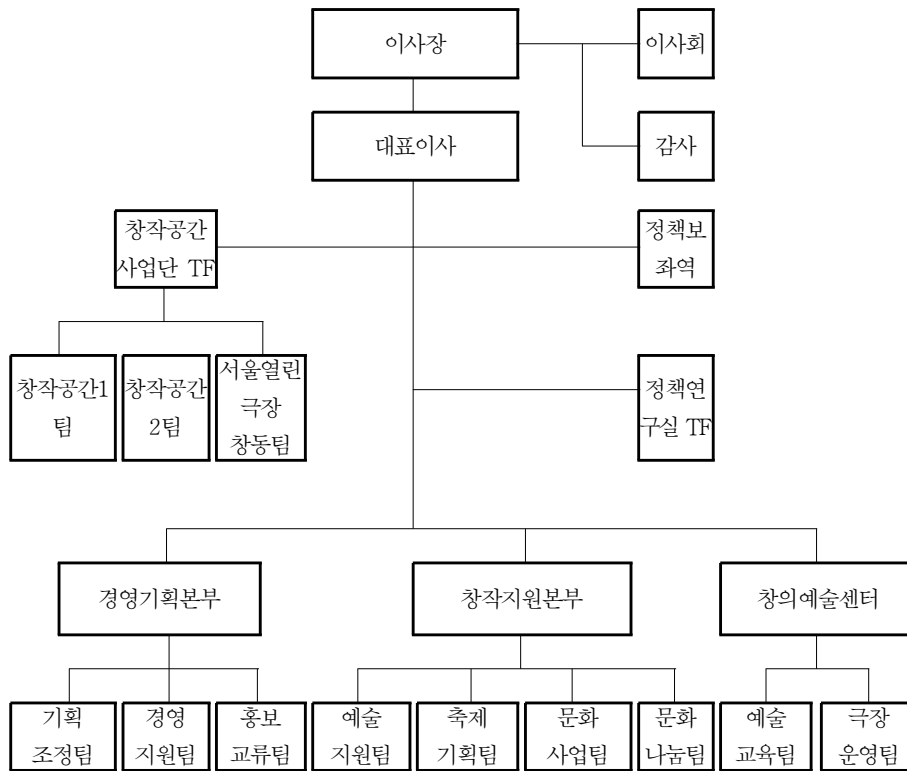 이사장
이사회
대표이사
감사
창작공간
사업단 TF
정책보
좌역
창작공간1
팀
창작공간
2팀
서울열린
극장
창동팀
정책연
구실 TF
경영기획본부
창작지원본부
창의예술센터
기획
조정팀
경영
지원팀
홍보
교류팀
예술
지원팀
축제
기획팀
문화
사업팀
문화
나눔팀
예술
교육팀
극장
운영팀